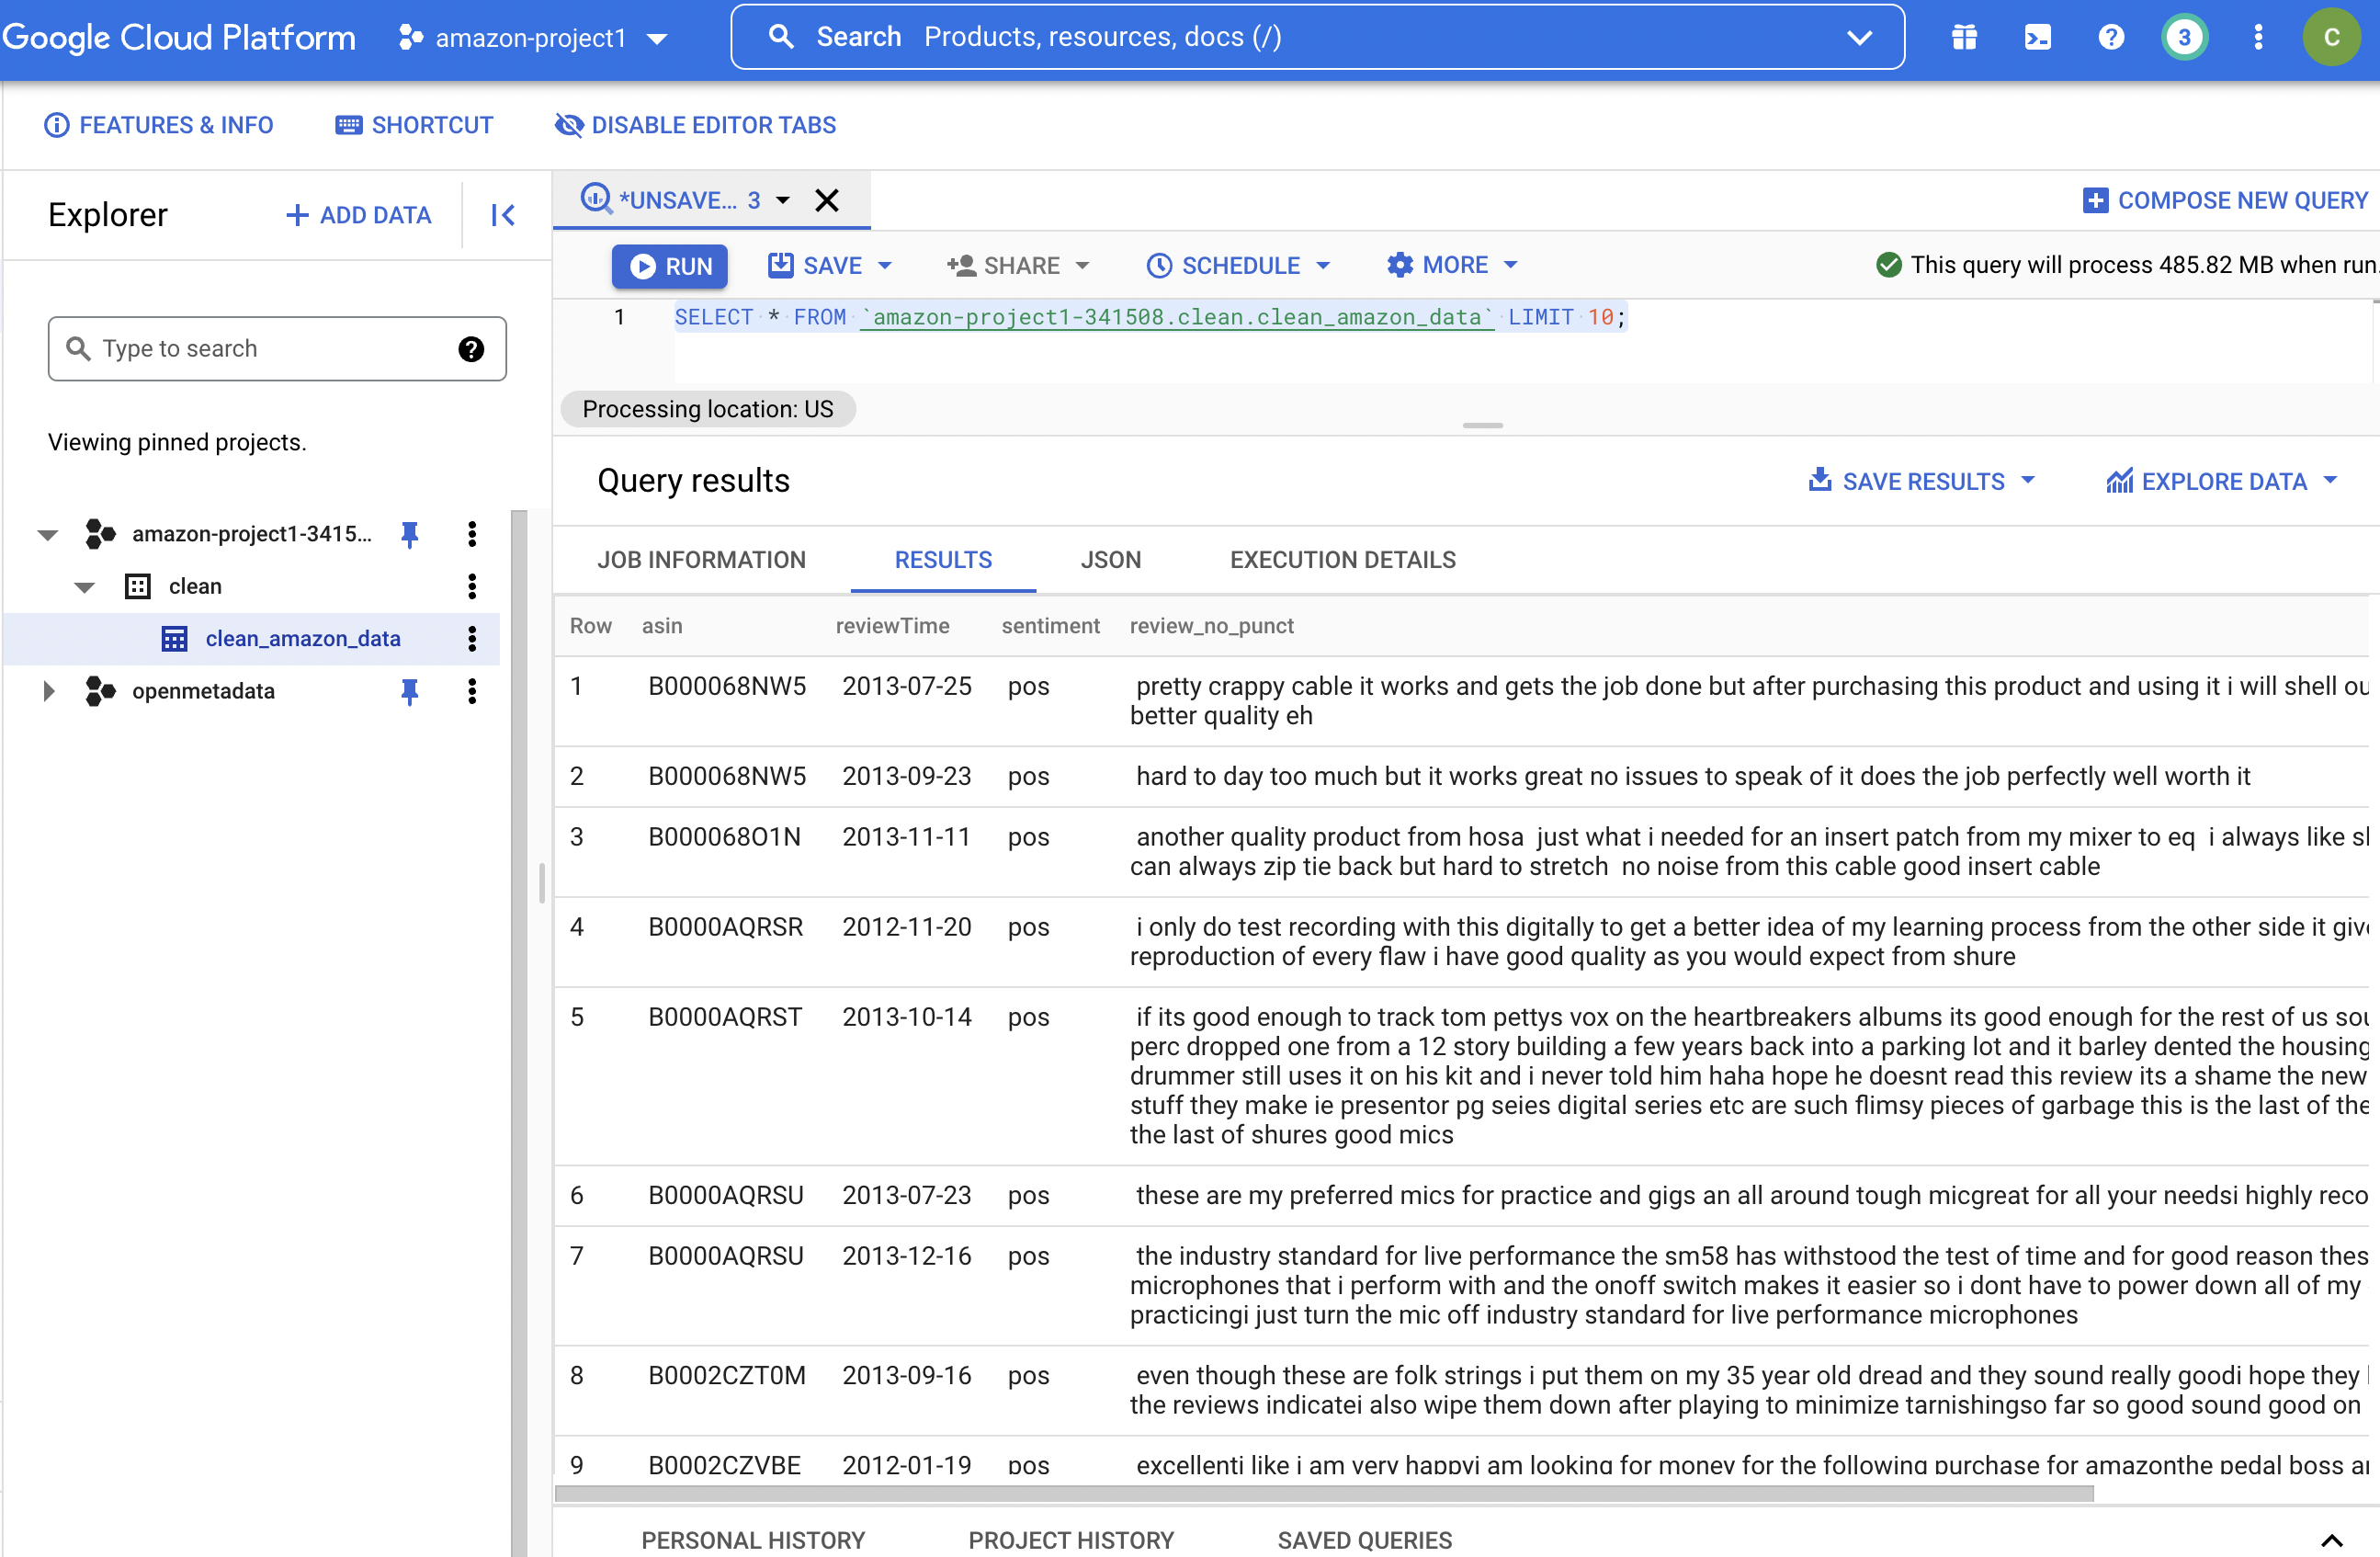 Google Cloud Platform amazon-project1 Search Products, resources, docs (/) 3 C
FEATURES & INFO SHORTCUT DISABLE EDITOR TABS
Explorer ADD DATA
Type to search
Viewing pinned projects.
amazon-project1-3415...
clean
clean_amazon_data
openmetadata
*UNSAVE... 3 COMPOSE NEW QUERY
RUN SAVE SHARE SCHEDULE MORE This query will process 485.82 MB when run.
1 SELECT * FROM `amazon-project1-341508.clean.clean_amazon_data` LIMIT 10;
Processing location: US
Query results SAVE RESULTS EXPLORE DATA
JOB INFORMATION RESULTS JSON EXECUTION DETAILS
Row asin reviewTime sentiment review_no_punct
1 B000068NW5 2013-07-25 pos pretty crappy cable it works and gets the job done but after purchasing this product and using it i will shell
better quality eh
2 B000068NW5 2013-09-23 pos hard to day too much but it works great no issues to speak of it does the job perfectly well worth it
3 B000068O1N 2013-11-11 pos another quality product from hosa just what i needed for an insert patch from my mixer to eq i always like
can always zip tie back but hard to stretch no noise from this cable good insert cable
4 B0000AQRSR 2012-11-20 pos i only do test recording with this digitally to get a better idea of my learning process from the other side it
reproduction of every flaw i have good quality as you would expect from shure
5 B0000AQRST 2013-10-14 pos if its good enough to track tom pettys vox on the heartbreakers albums its good enough for the rest of us
perc dropped one from a 12 story building a few years back into a parking lot and it barley dented the housing
drummer still uses it on his kit and i never told him haha hope he doesnt read this review its a shame the new
stuff they make ie presentor pg seies digital series etc are such flimsy pieces of garbage this is the last of the
the last of shures good mics
6 B0000AQRSU 2013-07-23 pos these are my preferred mics for practice and gigs an all around tough micgreat for all your needsi highly reco
7 B0000AQRSU 2013-12-16 pos the industry standard for live performance the sm58 has withstood the test of time and for good reason thes
microphones that i perform with and the onoff switch makes it easier so i dont have to power down all of my
practicingi just turn the mic off industry standard for live performance microphones
8 B0002CZT0M 2013-09-16 pos even though these are folk strings i put them on my 35 year old dread and they sound really goodi hope they
the reviews indicatei also wipe them down after playing to minimize tarnishingso far so good sound good on
9 B0002CZVBE 2012-01-19 pos excellenti like i am very happyi am looking for money for the following purchase for amazonthe pedal boss
PERSONAL HISTORY PROJECT HISTORY SAVED QUERIES